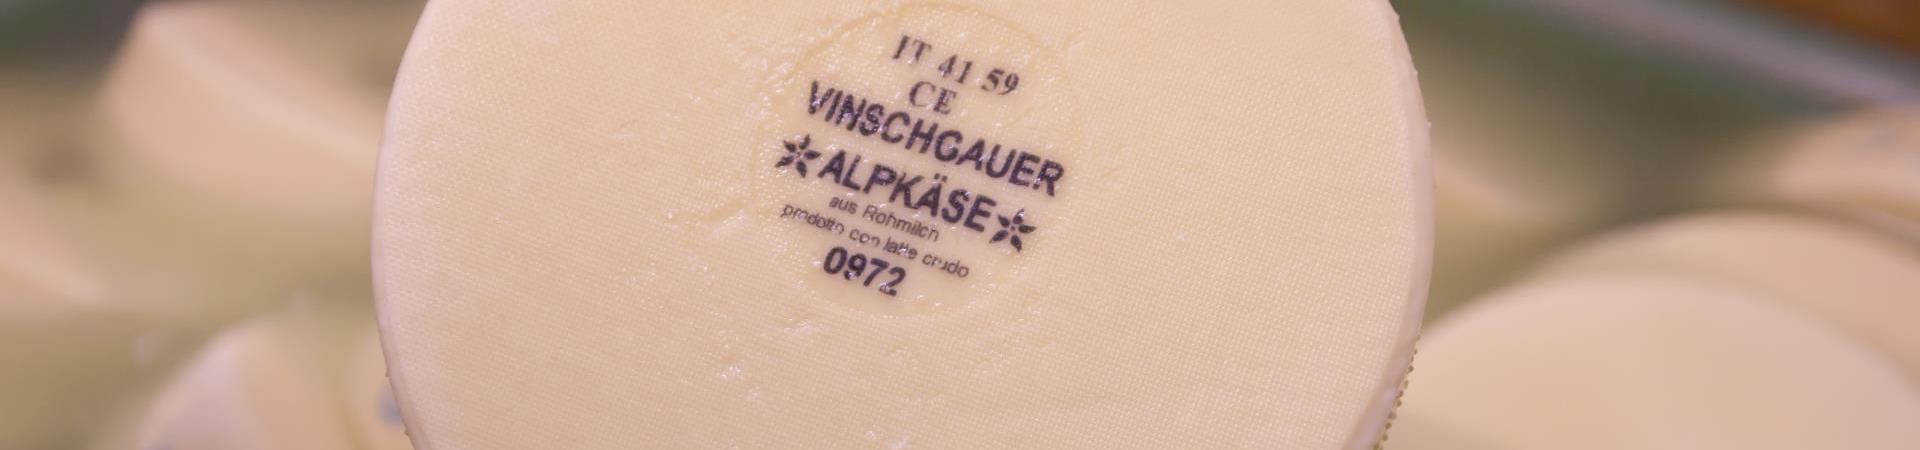 IT 41 59
CE
VINSCHGAUER
ALPKÄSE
aus Rohmilch
prodotto con latte crudo
0972